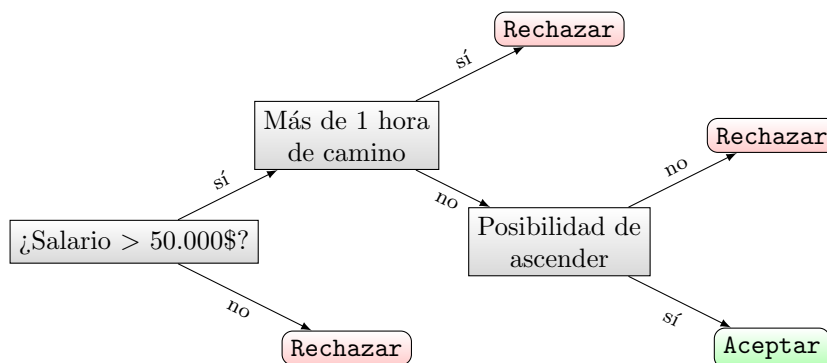 Rechazar
sí
Más de 1 hora
de camino
Rechazar
sí
no
no
Posibilidad de
ascender
¿Salario > 50.000$?
no
sí
Rechazar
Aceptar